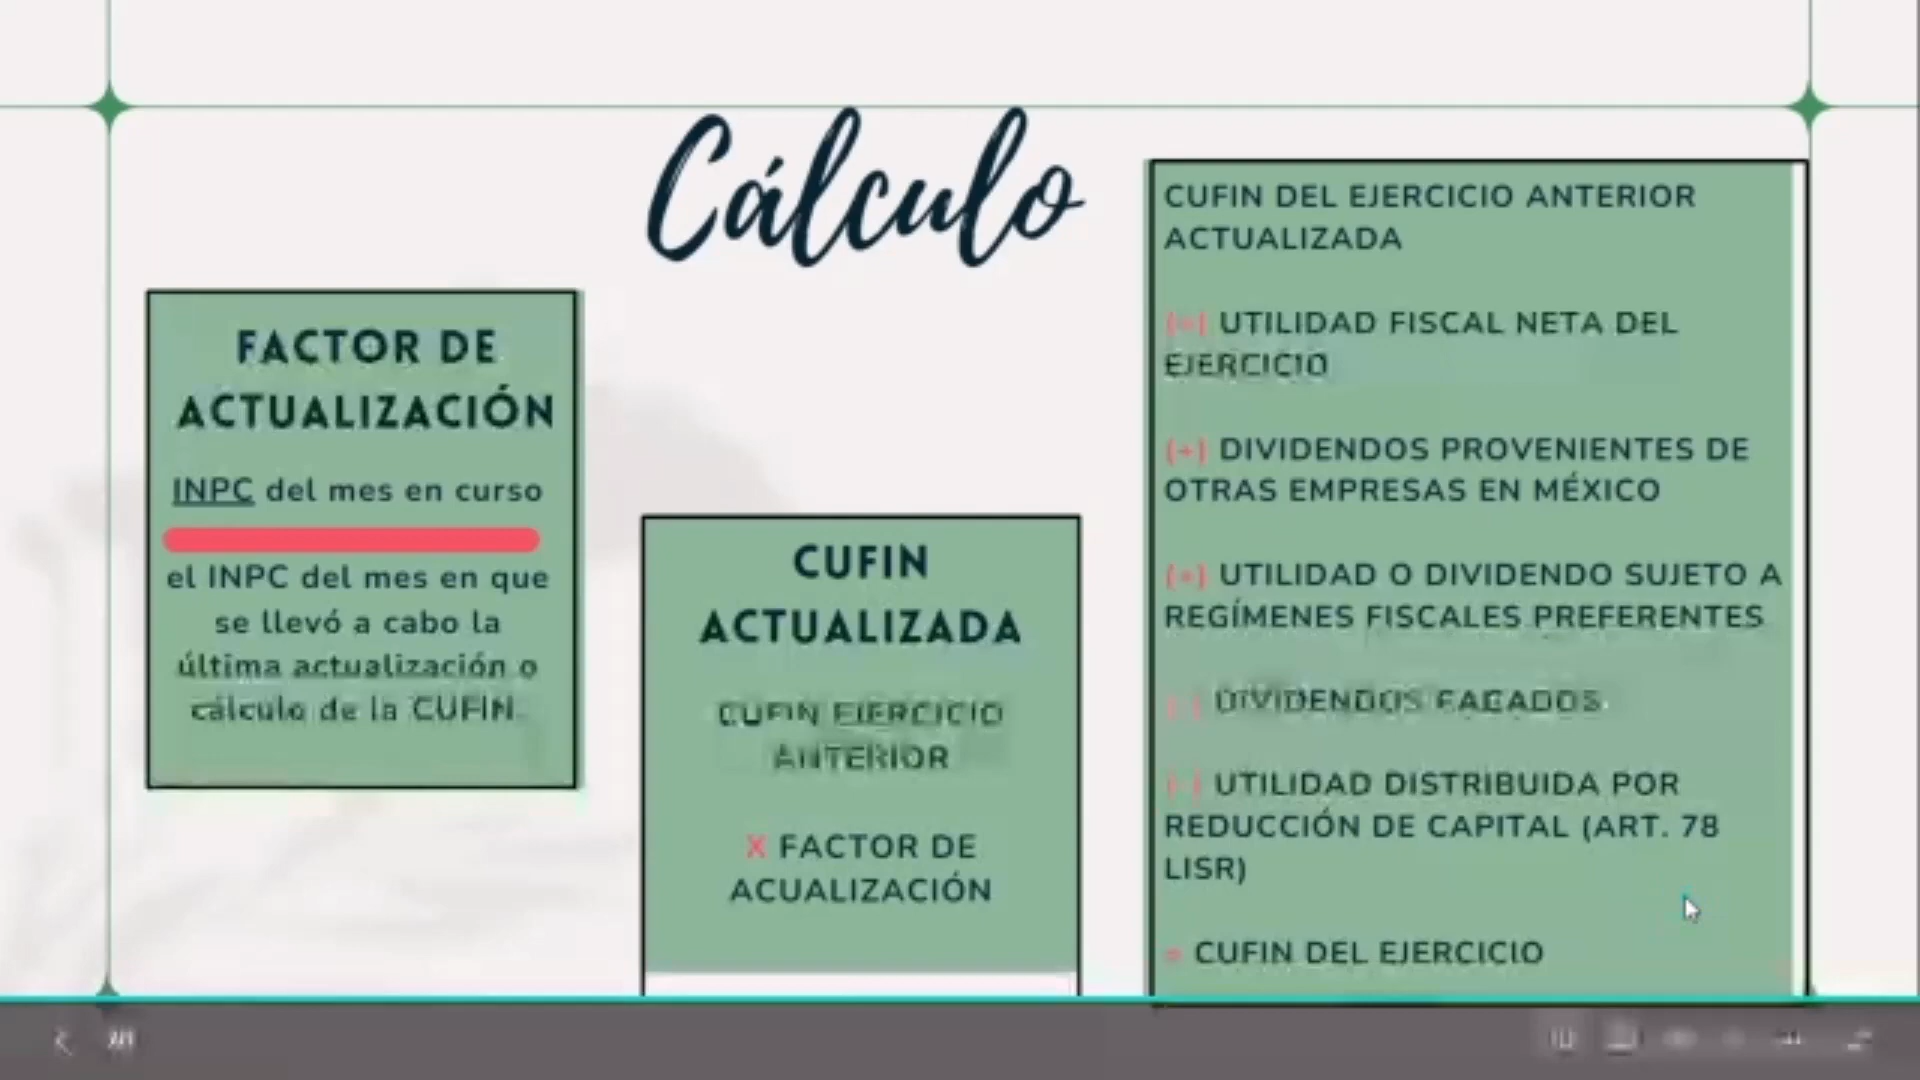 Cálculo
FACTOR DE
ACTUALIZACIÓN
INPC del mes en curso
el INPC del mes en que
se llevó a cabo la
última actualización o
cálculo de la CUFIN.
CUFIN
ACTUALIZADA
CUFIN EJERCICIO
ANTERIOR
X FACTOR DE
ACUALIZACIÓN
CUFIN DEL EJERCICIO ANTERIOR
ACTUALIZADA
(+) UTILIDAD FISCAL NETA DEL
EJERCICIO
(+) DIVIDENDOS PROVENIENTES DE
OTRAS EMPRESAS EN MÉXICO
(+) UTILIDAD O DIVIDENDO SUJETO A
REGÍMENES FISCALES PREFERENTES
(-) DIVIDENDOS PAGADOS
(-) UTILIDAD DISTRIBUIDA POR
REDUCCIÓN DE CAPITAL (ART. 78
LISR)
= CUFIN DEL EJERCICIO